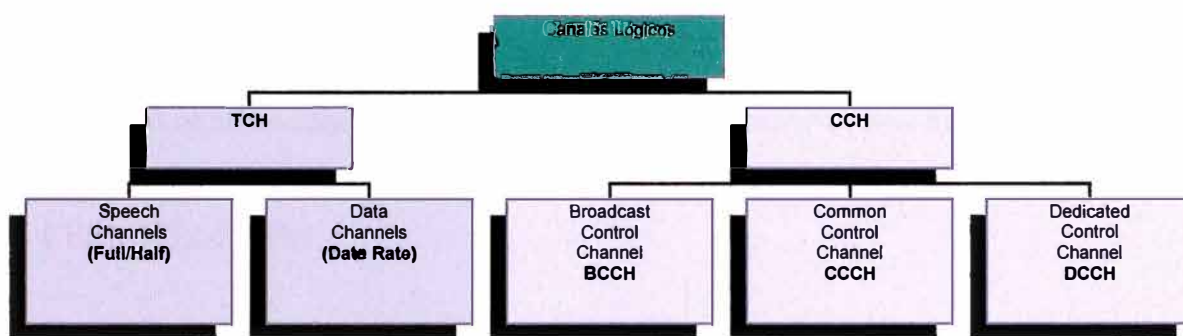 Canales Lógicos
TCH
CCH
Speech
Channels
(Full/Half)
Data
Channels
(Date Rate)
Broadcast
Control
Channel
BCCH
Common
Control
Channel
CCCH
Dedicated
Control
Channel
DCCH